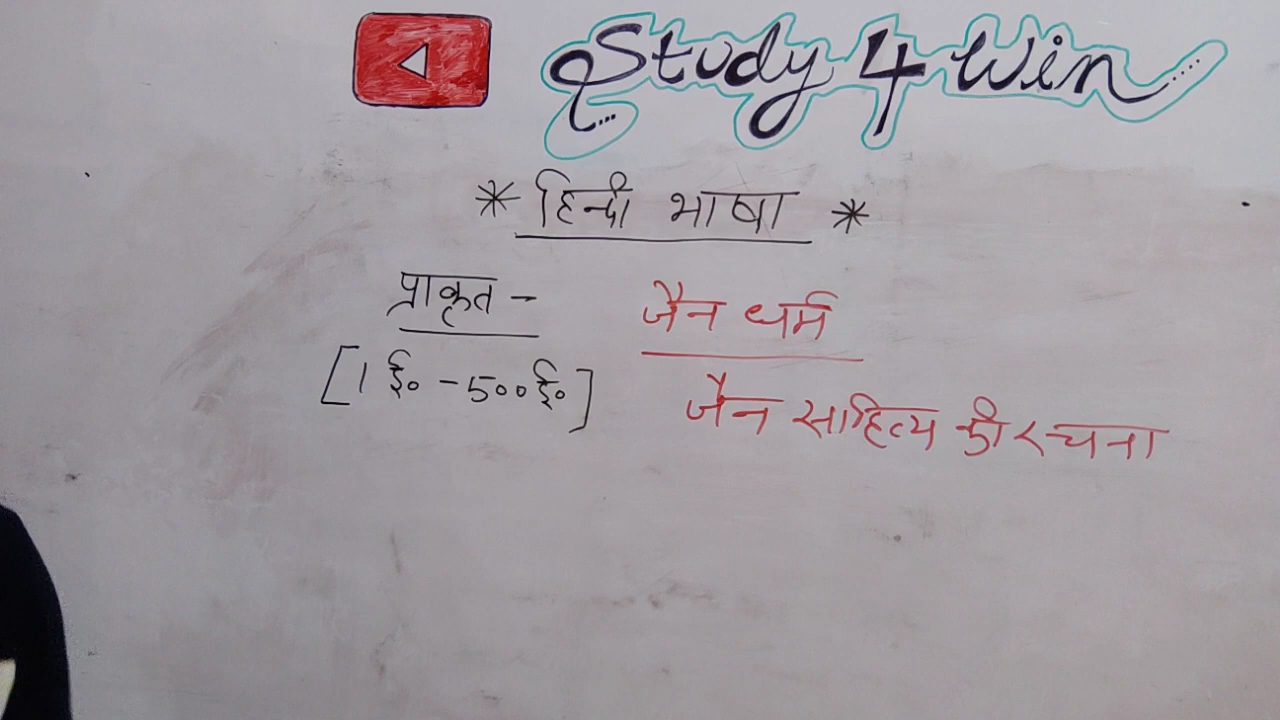 Study 4 Win
* हिन्दी भाषा *
प्राकृत - जैन धर्म
[1 ई० - 500 ई०] जैन साहित्य की रचना